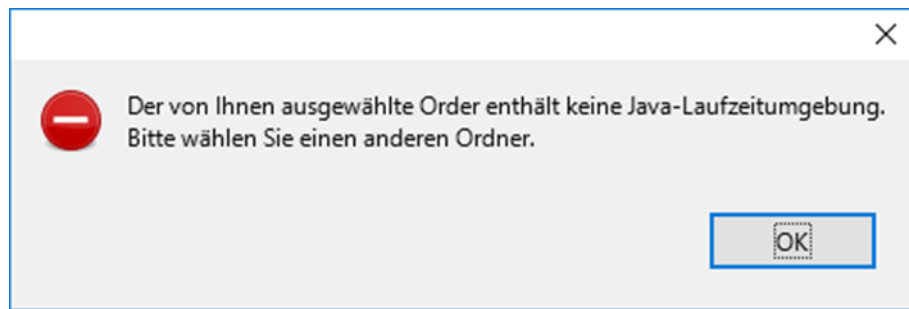 Der von Ihnen ausgewählte Order enthält keine Java-Laufzeitumgebung.
Bitte wählen Sie einen anderen Ordner.
OK